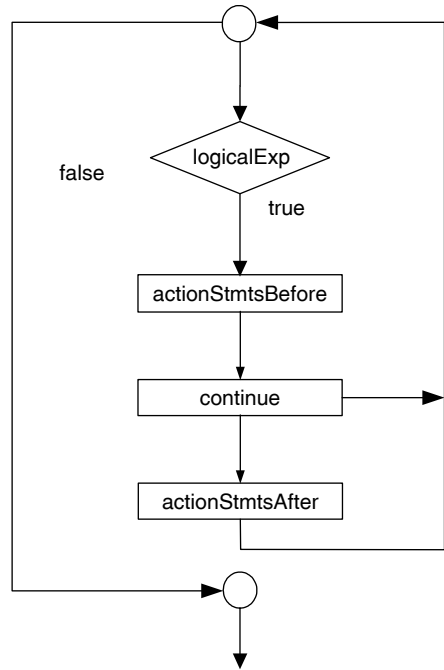 logicalExp
false
true
actionStmtsBefore
continue
actionStmtsAfter